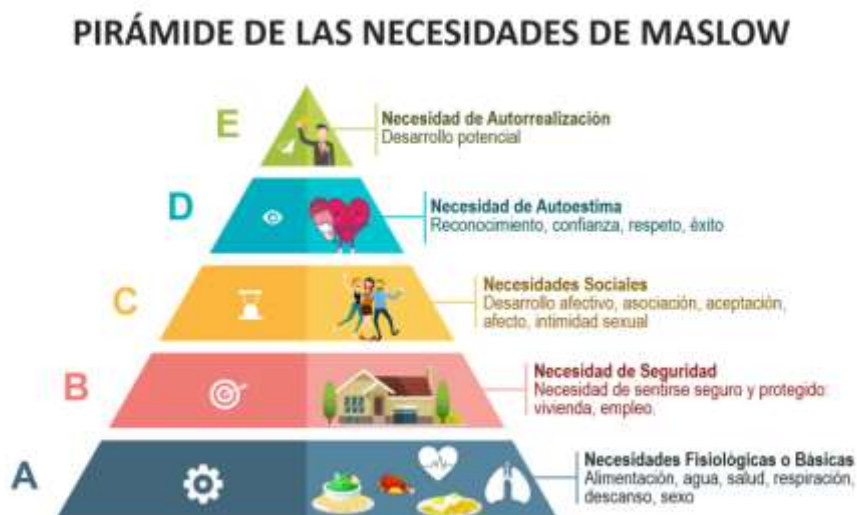 PIRÁMIDE DE LAS NECESIDADES DE MASLOW
E
Necesidad de Autorrealización
Desarrollo potencial
D
Necesidad de Autoestima
Reconocimiento, confianza, respeto, éxito
C
Necesidades Sociales
Desarrollo afectivo, asociación, aceptación,
afecto, intimidad sexual
B
Necesidad de Seguridad
Necesidad de sentirse seguro y protegido:
vivienda, empleo.
A
Necesidades Fisiológicas o Básicas
Alimentación, agua, salud, respiración,
descanso, sexo